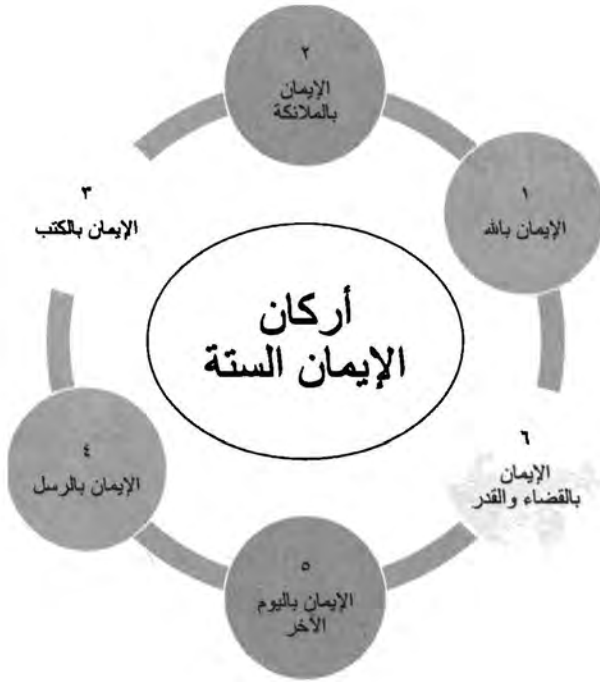 أركان
الإيمان الستة
١
الإيمان بالله
٢
الإيمان
بالملائكة
٣
الإيمان بالكتب
٤
الإيمان بالرسل
٥
الإيمان باليوم
الآخر
٦
الإيمان
بالقضاء والقدر